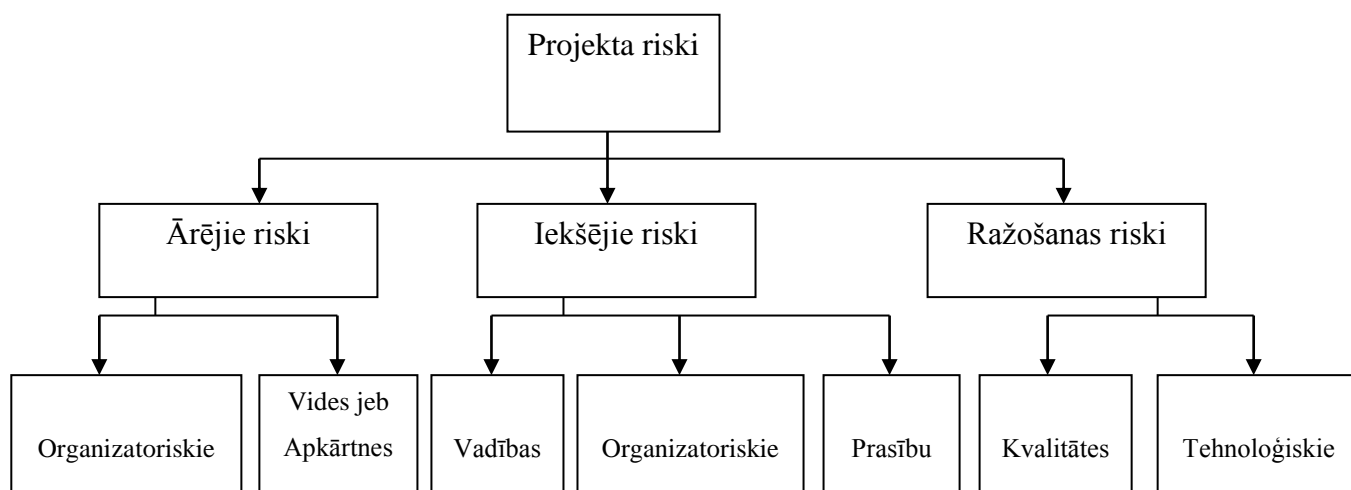 Projekta riski
Ārējie riski
Iekšējie riski
Ražošanas riski
Organizatoriskie
Vides jeb
Apkārtnes
Vadības
Organizatoriskie
Prasību
Kvalitātes
Tehnoloģiskie